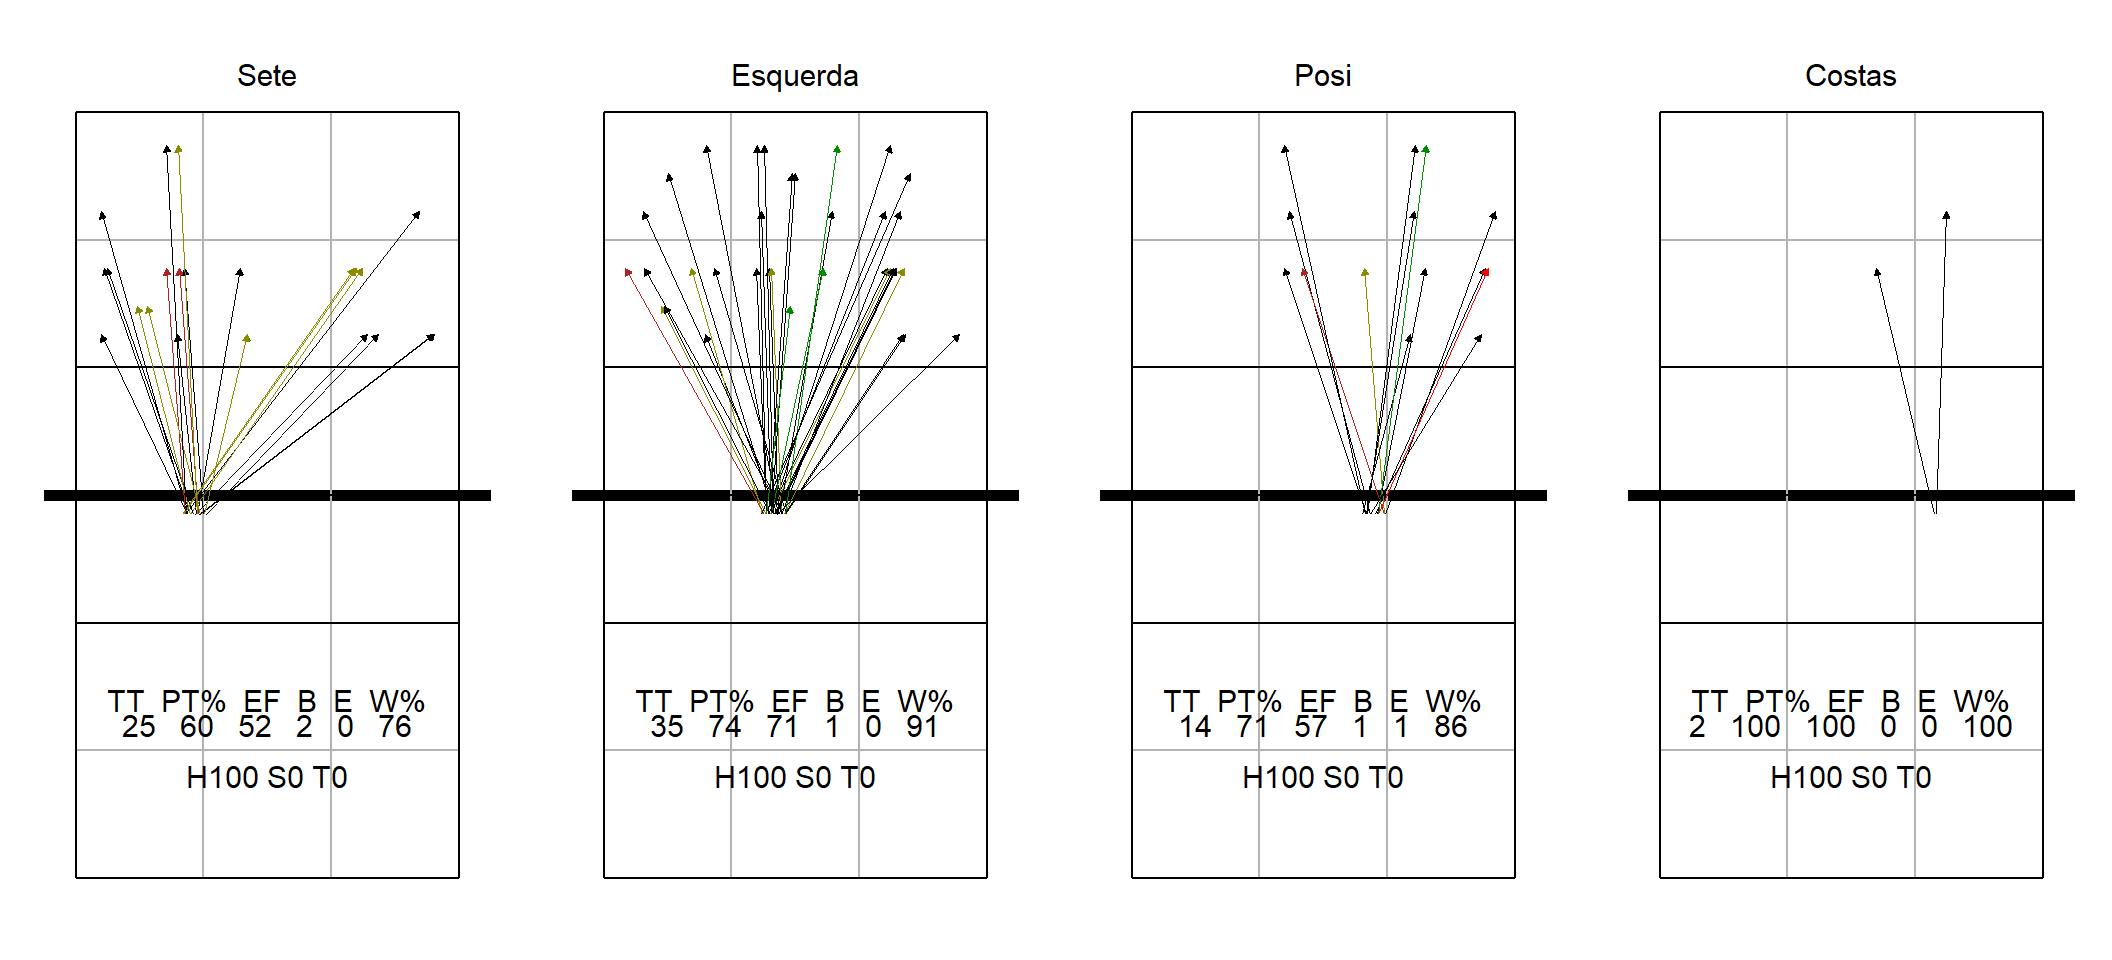 Sete Esquerda Posi Costas
TT PT% EF B E W% TT PT% EF B E W% TT PT% EF B E W% TT PT% EF B E W%
25 60 52 2 0 76 35 74 71 1 0 91 14 71 57 1 1 86 2 100 100 0 0 100
H100 S0 T0 H100 S0 T0 H100 S0 T0 H100 S0 T0